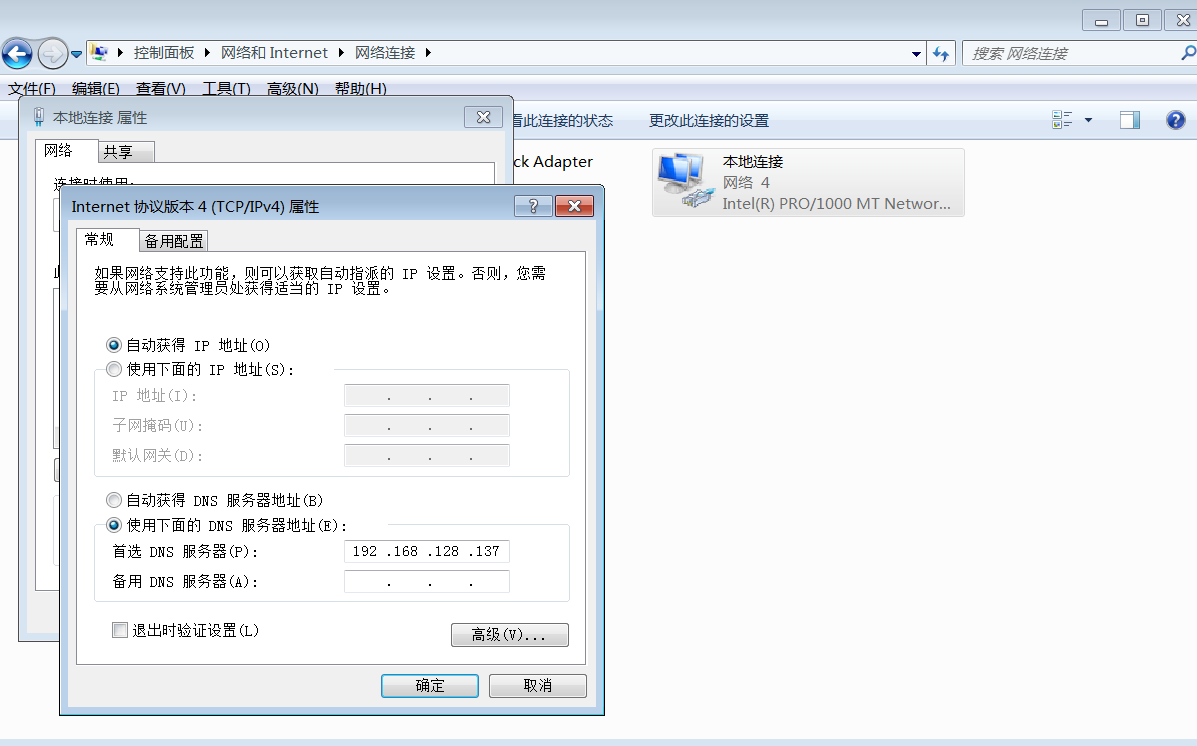 控制面板 网络和 Internet 网络连接
搜索 网络连接
文件(F) 编辑(E) 查看(V) 工具(T) 高级(N) 帮助(H)
本地连接 属性
看此连接的状态 更改此连接的设置
网络 共享
ck Adapter
本地连接
网络 4
Intel(R) PRO/1000 MT Networ...
连接时使用:
Internet 协议版本 4 (TCP/IPv4) 属性
常规 备用配置
如果网络支持此功能，则可以获取自动指派的 IP 设置。否则，您需
要从网络系统管理员处获得适当的 IP 设置。
自动获得 IP 地址(O)
使用下面的 IP 地址(S):
IP 地址(I):
子网掩码(U):
默认网关(D):
自动获得 DNS 服务器地址(B)
使用下面的 DNS 服务器地址(E):
首选 DNS 服务器(P): 192 .168 .128 .137
备用 DNS 服务器(A):
退出时验证设置(L)
高级(V)...
确定 取消